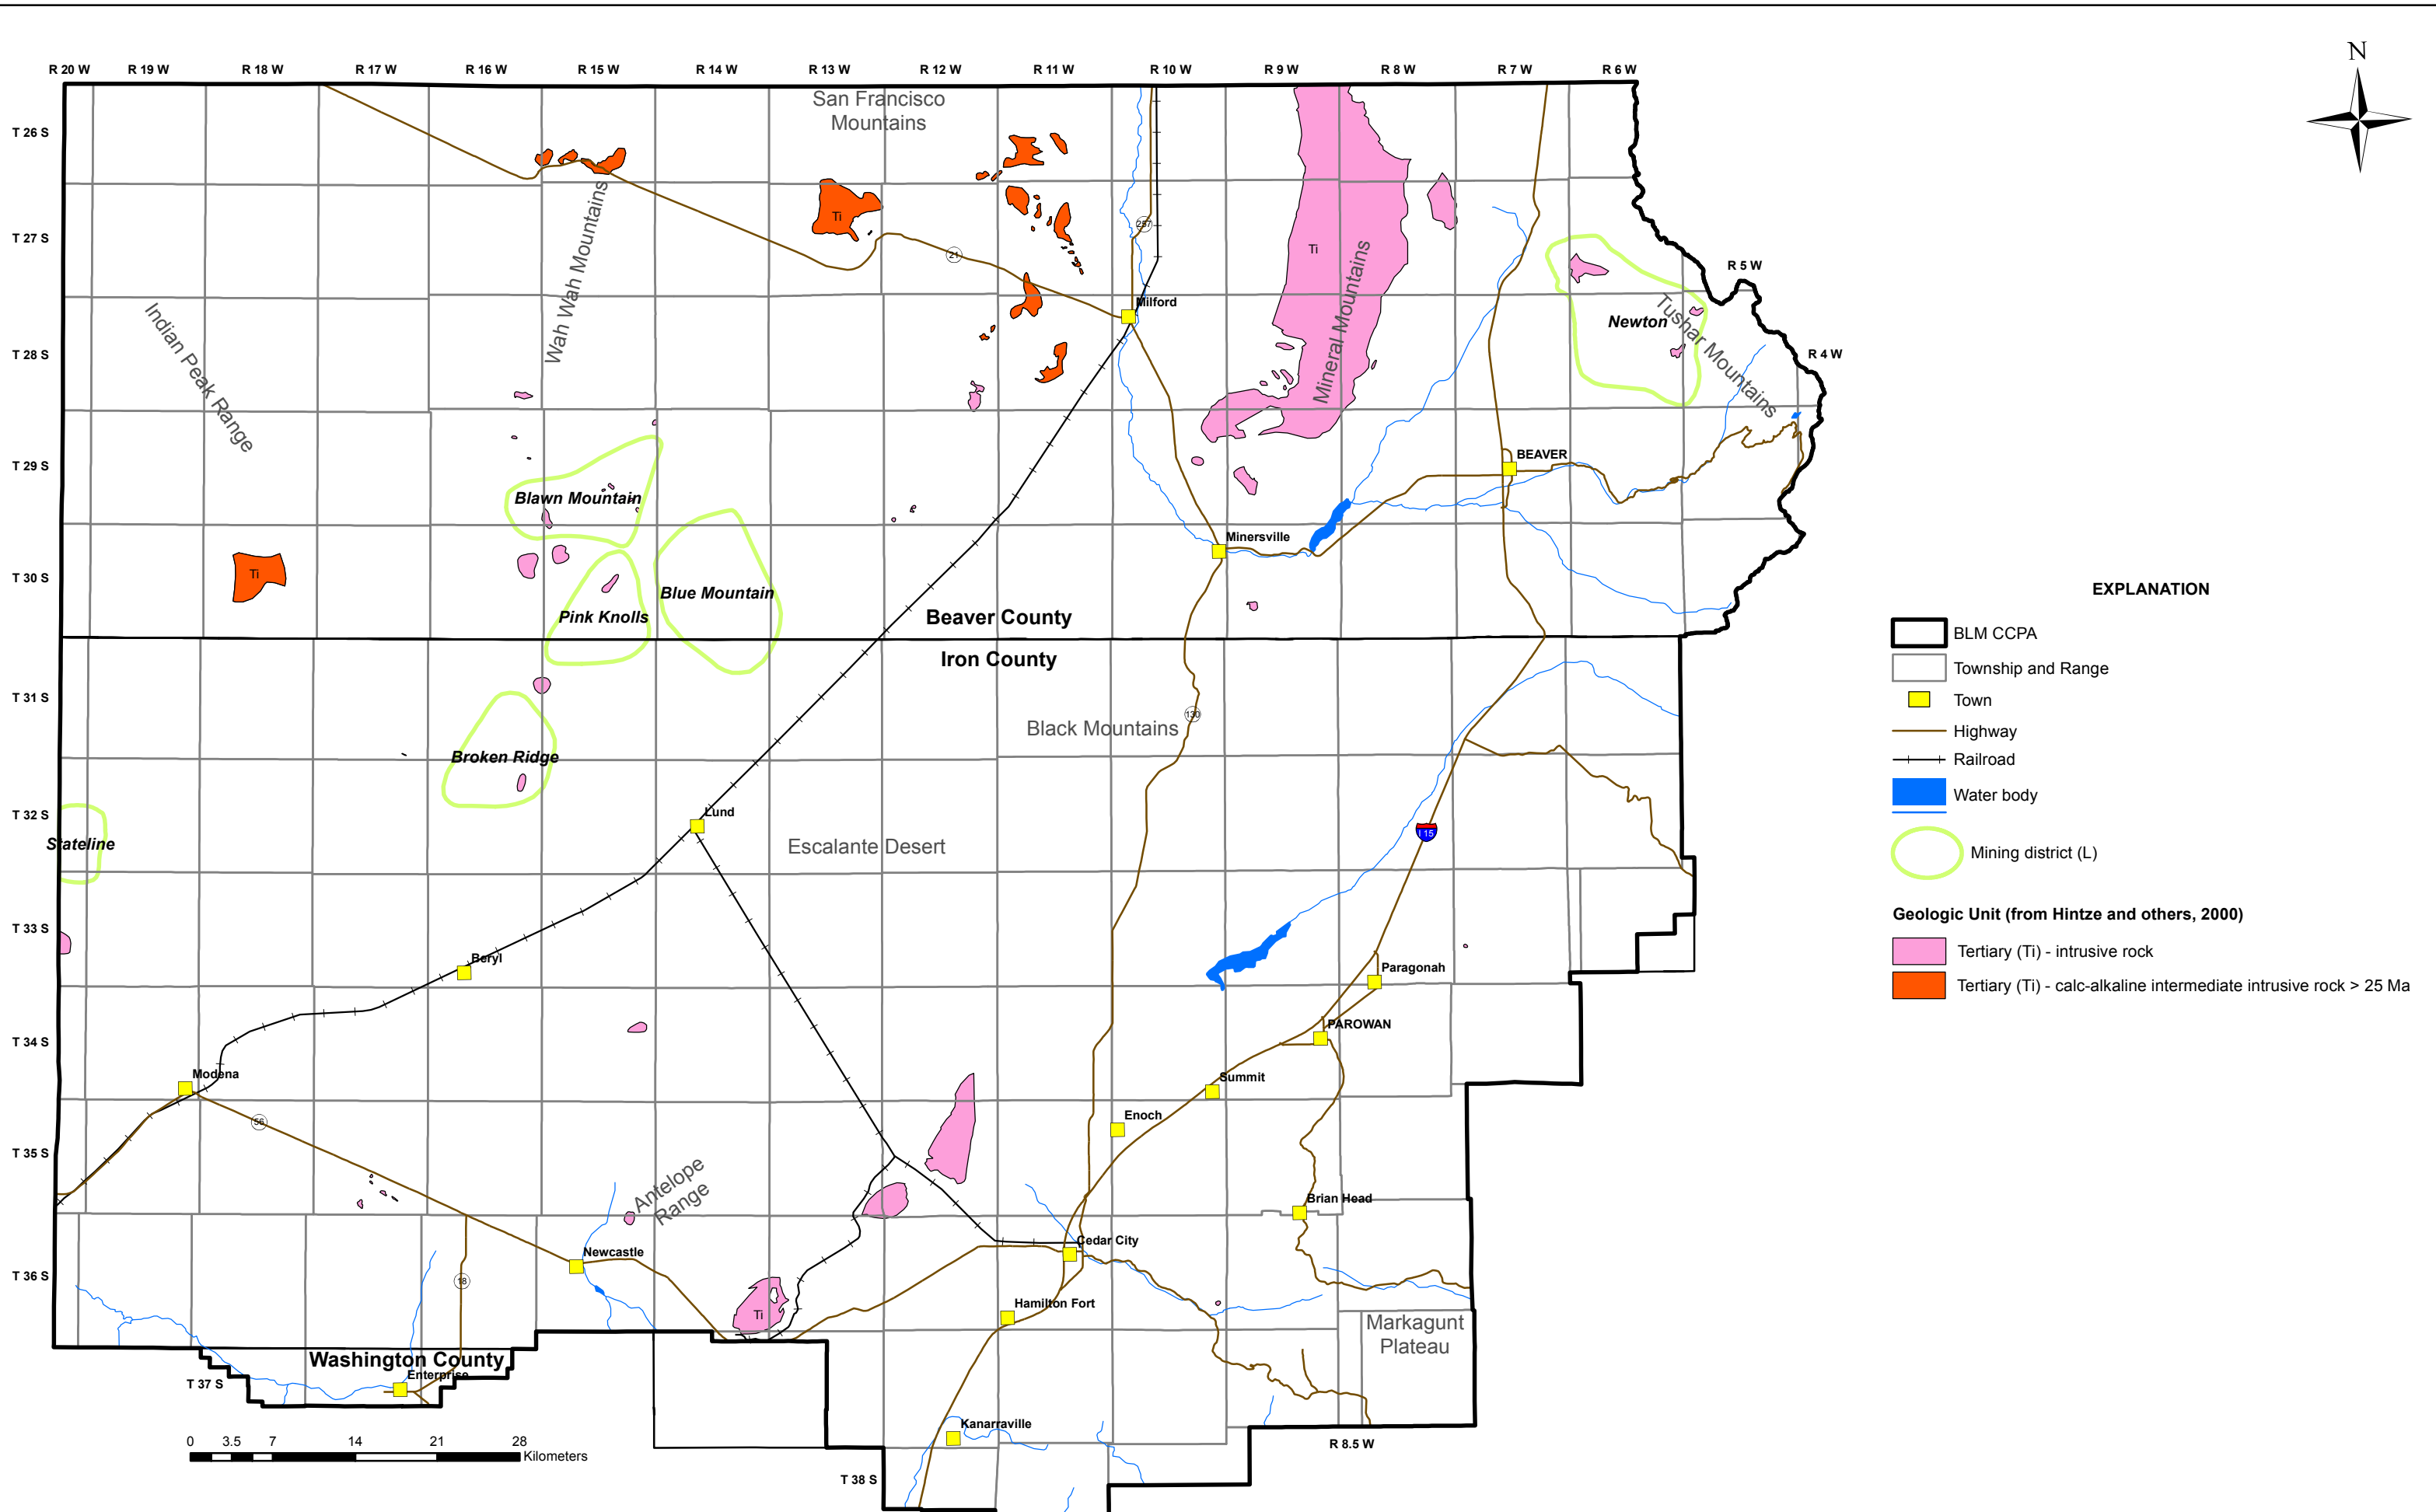 N
R 20 W R 19 W R 18 W R 17 W R 16 W R 15 W R 14 W R 13 W R 12 W R 11 W R 10 W R 9 W R 8 W R 7 W R 6 W
San Francisco
Mountains
T 26 S
T 27 S
T 28 S
T 29 S
T 30 S
T 31 S
T 32 S
T 33 S
T 34 S
T 35 S
T 36 S
T 37 S
T 38 S
R 5 W
R 4 W
R 8.5 W
Indian Peak Range
Wah Wah Mountains
Mineral Mountains
Tushar Mountains
Ti
Ti
Ti
Ti
257
21
Milford
Newton
BEAVER
Blawn Mountain
Minersville
Blue Mountain
Pink Knolls
Beaver County
Iron County
Black Mountains
130
Broken Ridge
Lund
Stateline
Escalante Desert
I 15
Beryl
Paragonah
PAROWAN
Modena
Summit
56
Enoch
Antelope
Range
Brian Head
Newcastle
Cedar City
18
Hamilton Fort
Markagunt
Plateau
Washington County
Enterprise
Kanarraville
0 3.5 7 14 21 28
Kilometers
EXPLANATION
BLM CCPA
Township and Range
Town
Highway
Railroad
Water body
Mining district (L)
Geologic Unit (from Hintze and others, 2000)
Tertiary (Ti) - intrusive rock
Tertiary (Ti) - calc-alkaline intermediate intrusive rock > 25 Ma